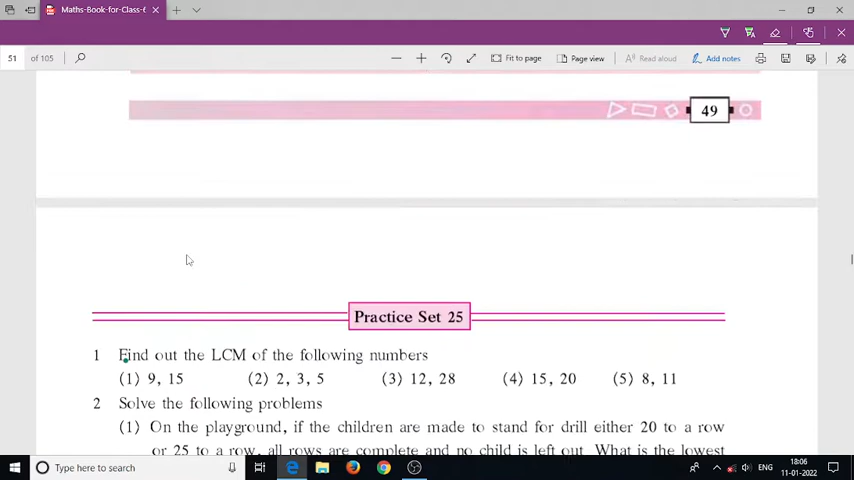 Maths-Book-for-Class-6
51 of 105
Fit to page
Page view
Read aloud
Add notes
49
Practice Set 25
1 Find out the LCM of the following numbers
(1) 9, 15 (2) 2, 3, 5 (3) 12, 28 (4) 15, 20 (5) 8, 11
2 Solve the following problems
(1) On the playground, if the children are made to stand for drill either 20 to a row
or 25 to a row, all rows are complete and no child is left out. What is the lowest
Type here to search
ENG
18:06
11-01-2022